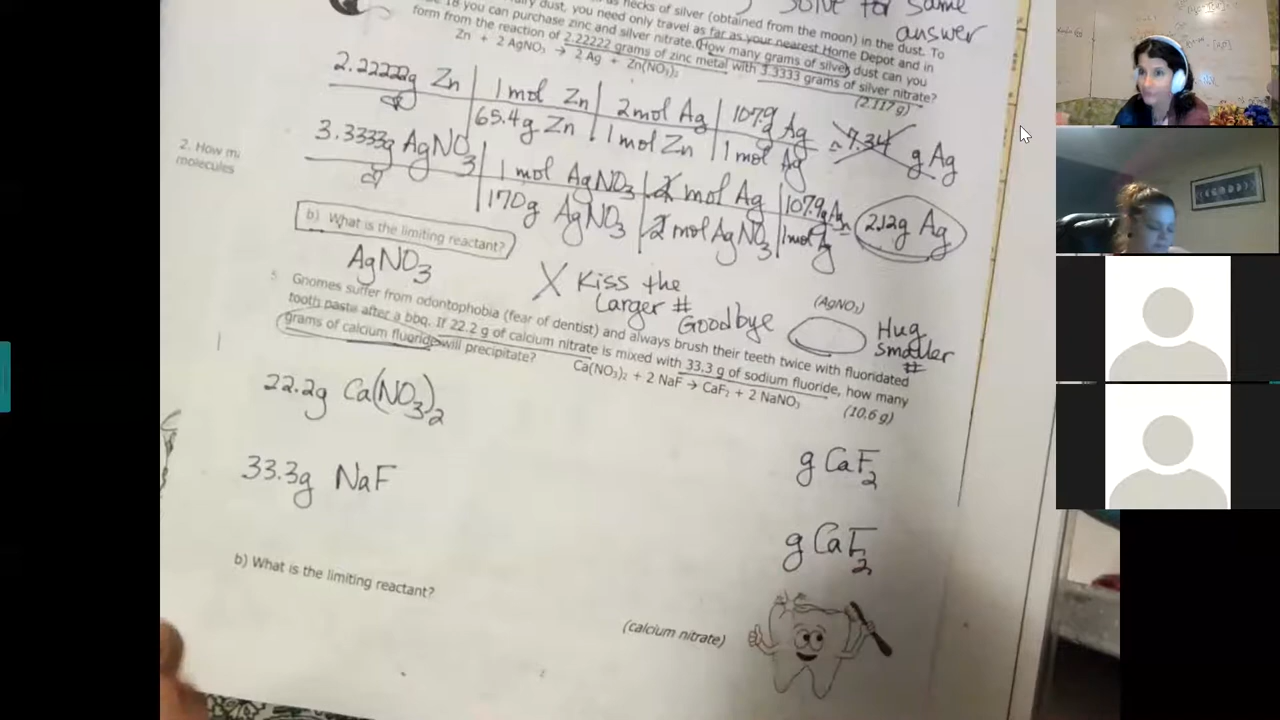 Solve for same
answer
flecks of silver (obtained from the moon) in the dust. To
dust, you need only travel as far as your nearest Home Depot and in
18 you can purchase zinc and silver nitrate. How many grams of silver dust can you
form from the reaction of 2.22222 grams of zinc metal with 3.3333 grams of silver nitrate?
Zn + 2 AgNO3 → 2 Ag + Zn(NO3)2
(2.117 g)
2.22222g Zn | 1 mol Zn | 2 mol Ag | 107.9g Ag = 7.34 g Ag
65.4g Zn | 1 mol Zn | 1 mol Ag
3.3333g AgNO3 | 1 mol AgNO3 | 2 mol Ag | 107.9g Ag = 2.12g Ag
170g AgNO3 | 2 mol AgNO3 | 1 mol Ag
2. How m
molecules
b) What is the limiting reactant?
AgNO3
X Kiss the
Larger #
Goodbye
(AgNO3)
Hug
smaller
#
5. Gnomes suffer from odontophobia (fear of dentist) and always brush their teeth twice with fluoridated
tooth paste after a bbq. If 22.2 g of calcium nitrate is mixed with 33.3 g of sodium fluoride, how many
grams of calcium fluoride will precipitate?
Ca(NO3)2 + 2 NaF → CaF2 + 2 NaNO3
(10.6 g)
22.2g Ca(NO3)2
g CaF2
33.3g NaF
g CaF2
b) What is the limiting reactant?
(calcium nitrate)